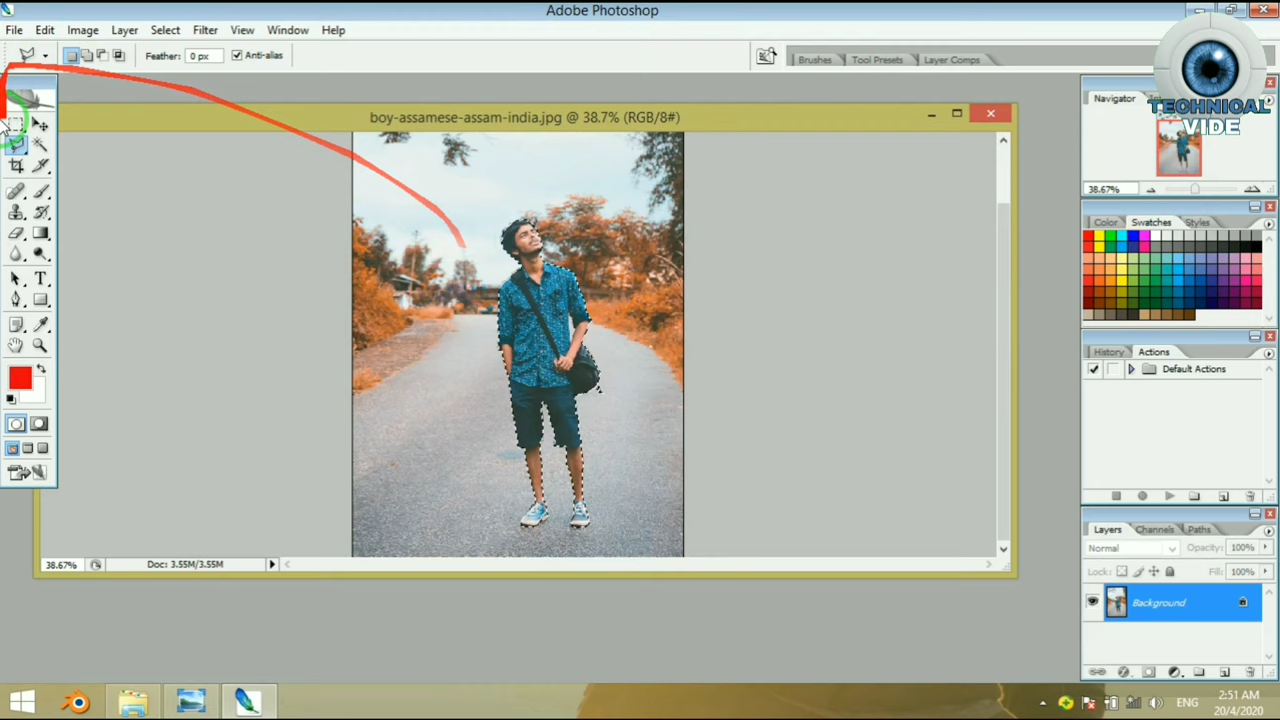 Adobe Photoshop
File Edit Image Layer Select Filter View Window Help
Feather: 0 px Anti-alias
Brushes Tool Presets Layer Comps
TECHNICAL
VIDE
boy-assamese-assam-india.jpg @ 38.7% (RGB/8#)
Navigator
38.67%
Color Swatches Styles
History Actions
Default Actions
Layers Channels Paths
Normal Opacity: 100%
Lock: Fill: 100%
Background
38.67% Doc: 3.55M/3.55M
ENG
2:51 AM
20/4/2020